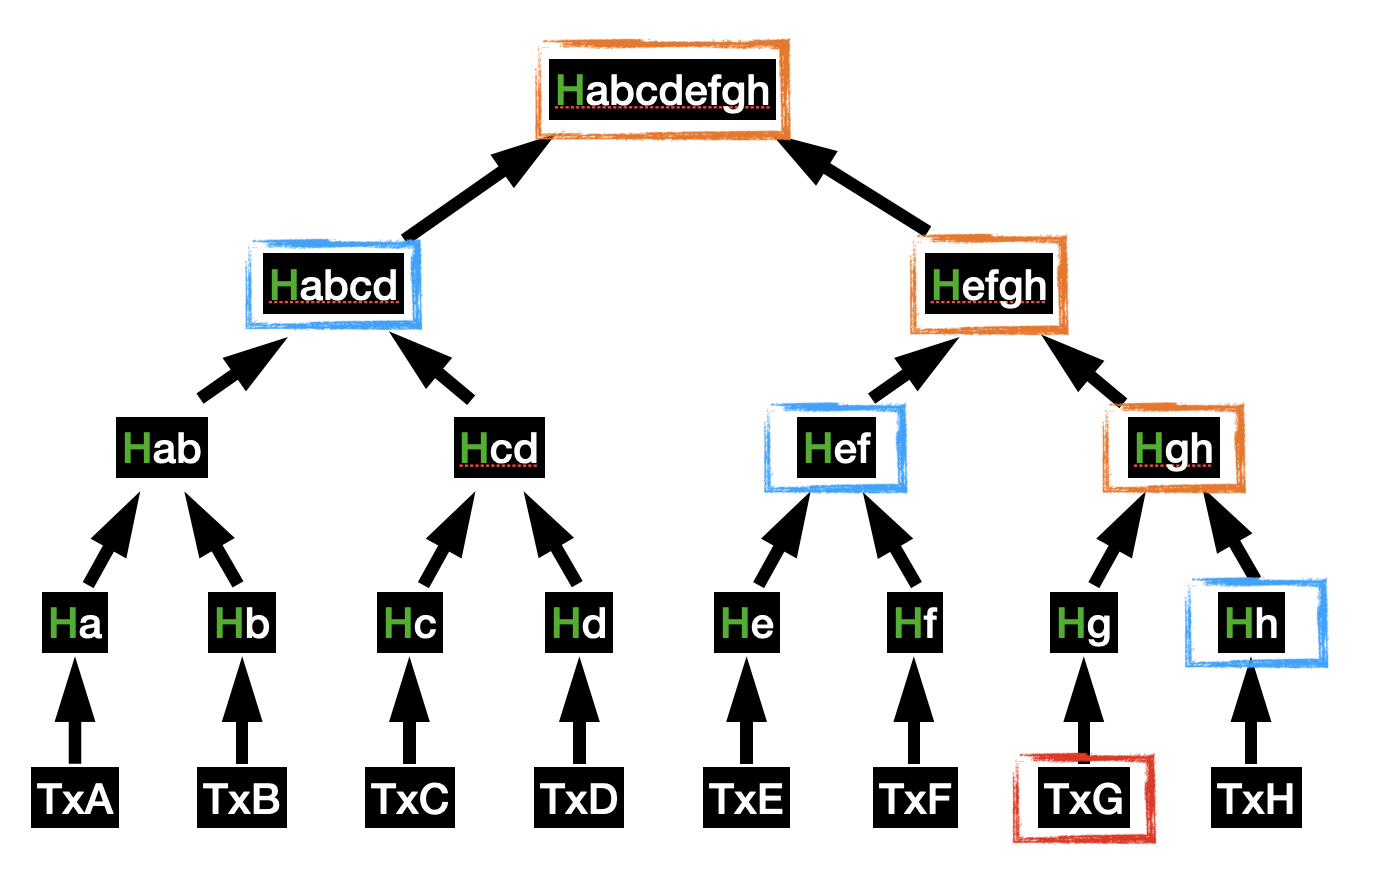 Habcdefgh
Habcd Hefgh
Hab Hcd Hef Hgh
Ha Hb Hc Hd He Hf Hg Hh
TxA TxB TxC TxD TxE TxF TxG TxH